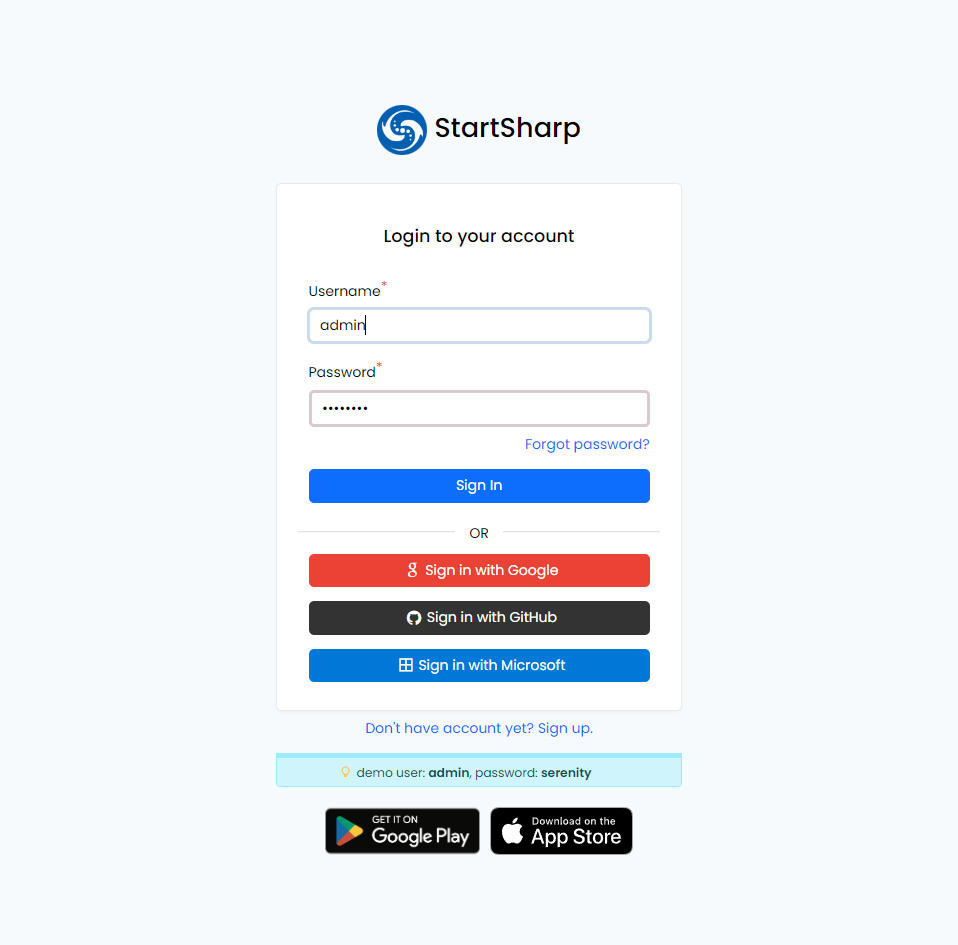 StartSharp
Login to your account
Username*
admin
Password*
••••••••
Forgot password?
Sign In
OR
Sign in with Google
Sign in with GitHub
Sign in with Microsoft
Don't have account yet? Sign up.
demo user: admin, password: serenity
GET IT ON
Google Play
Download on the
App Store